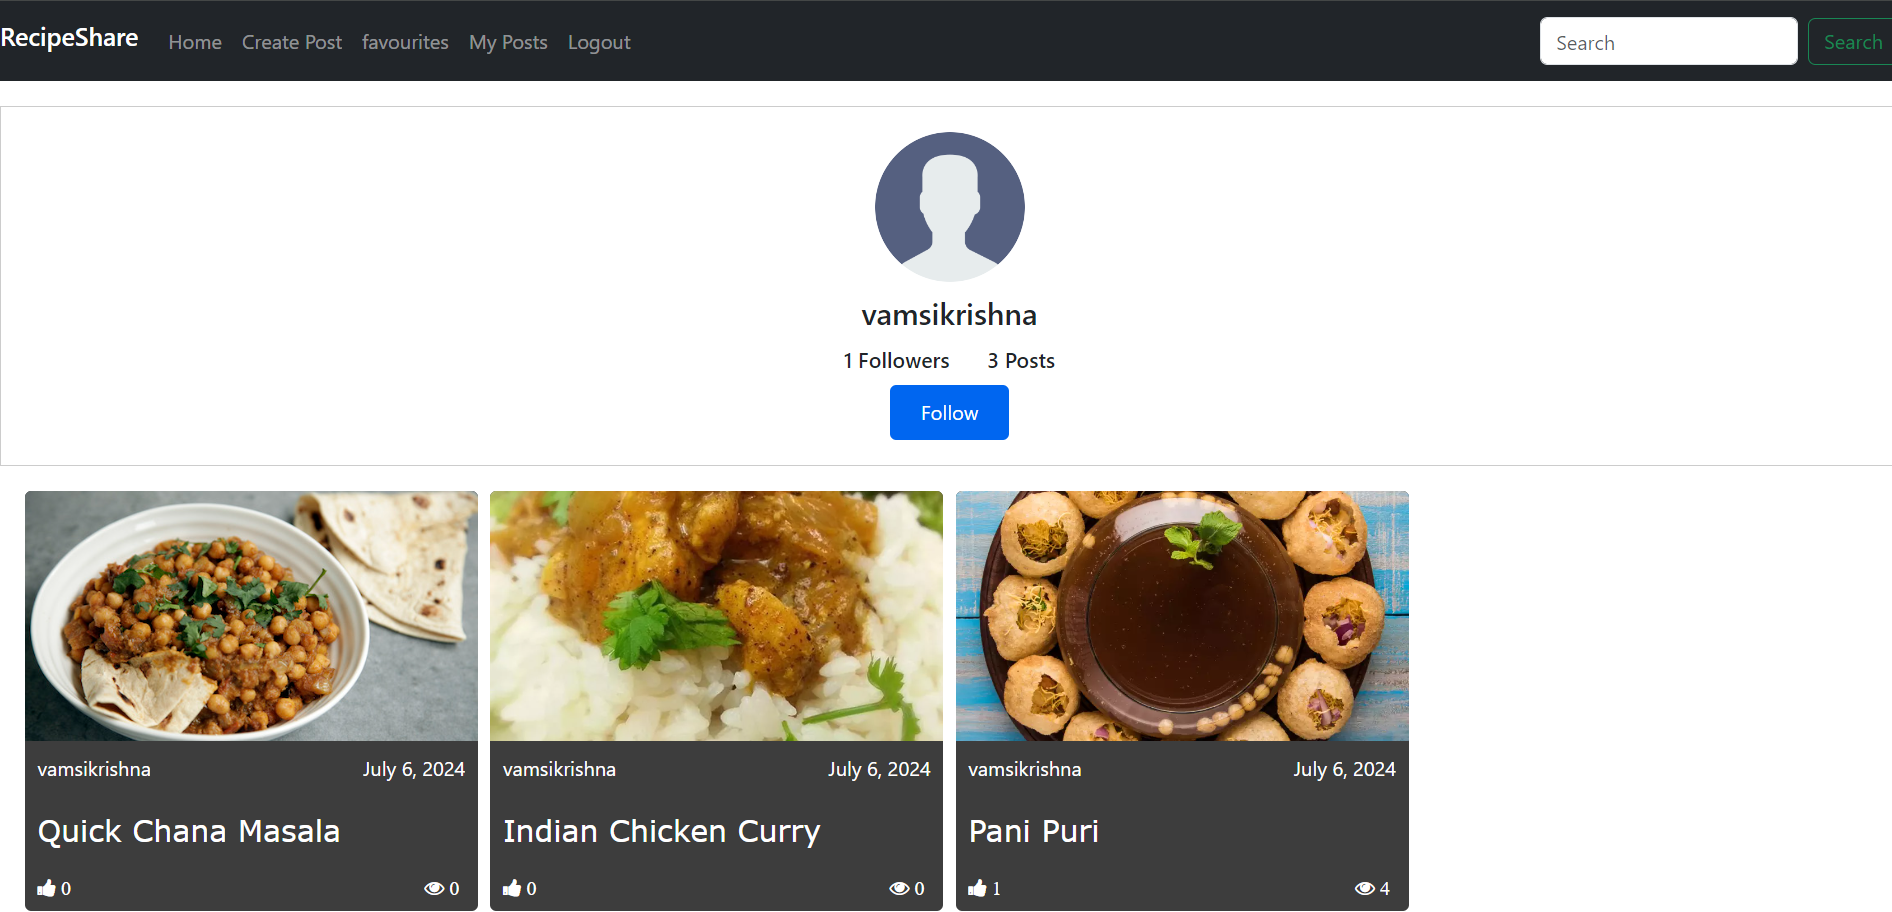 RecipeShare Home Create Post favourites My Posts Logout Search Search
vamsikrishna
1 Followers 3 Posts
Follow
vamsikrishna July 6, 2024
Quick Chana Masala
0 0
vamsikrishna July 6, 2024
Indian Chicken Curry
0 0
vamsikrishna July 6, 2024
Pani Puri
1 4